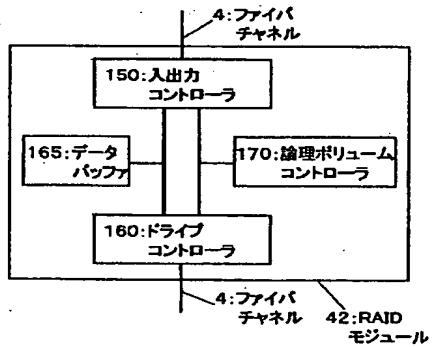 4:ファイバ
チャネル
150:入出力
コントローラ
165:データ
バッファ
170:論理ボリューム
コントローラ
160:ドライブ
コントローラ
4:ファイバ
チャネル
42:RAID
モジュール